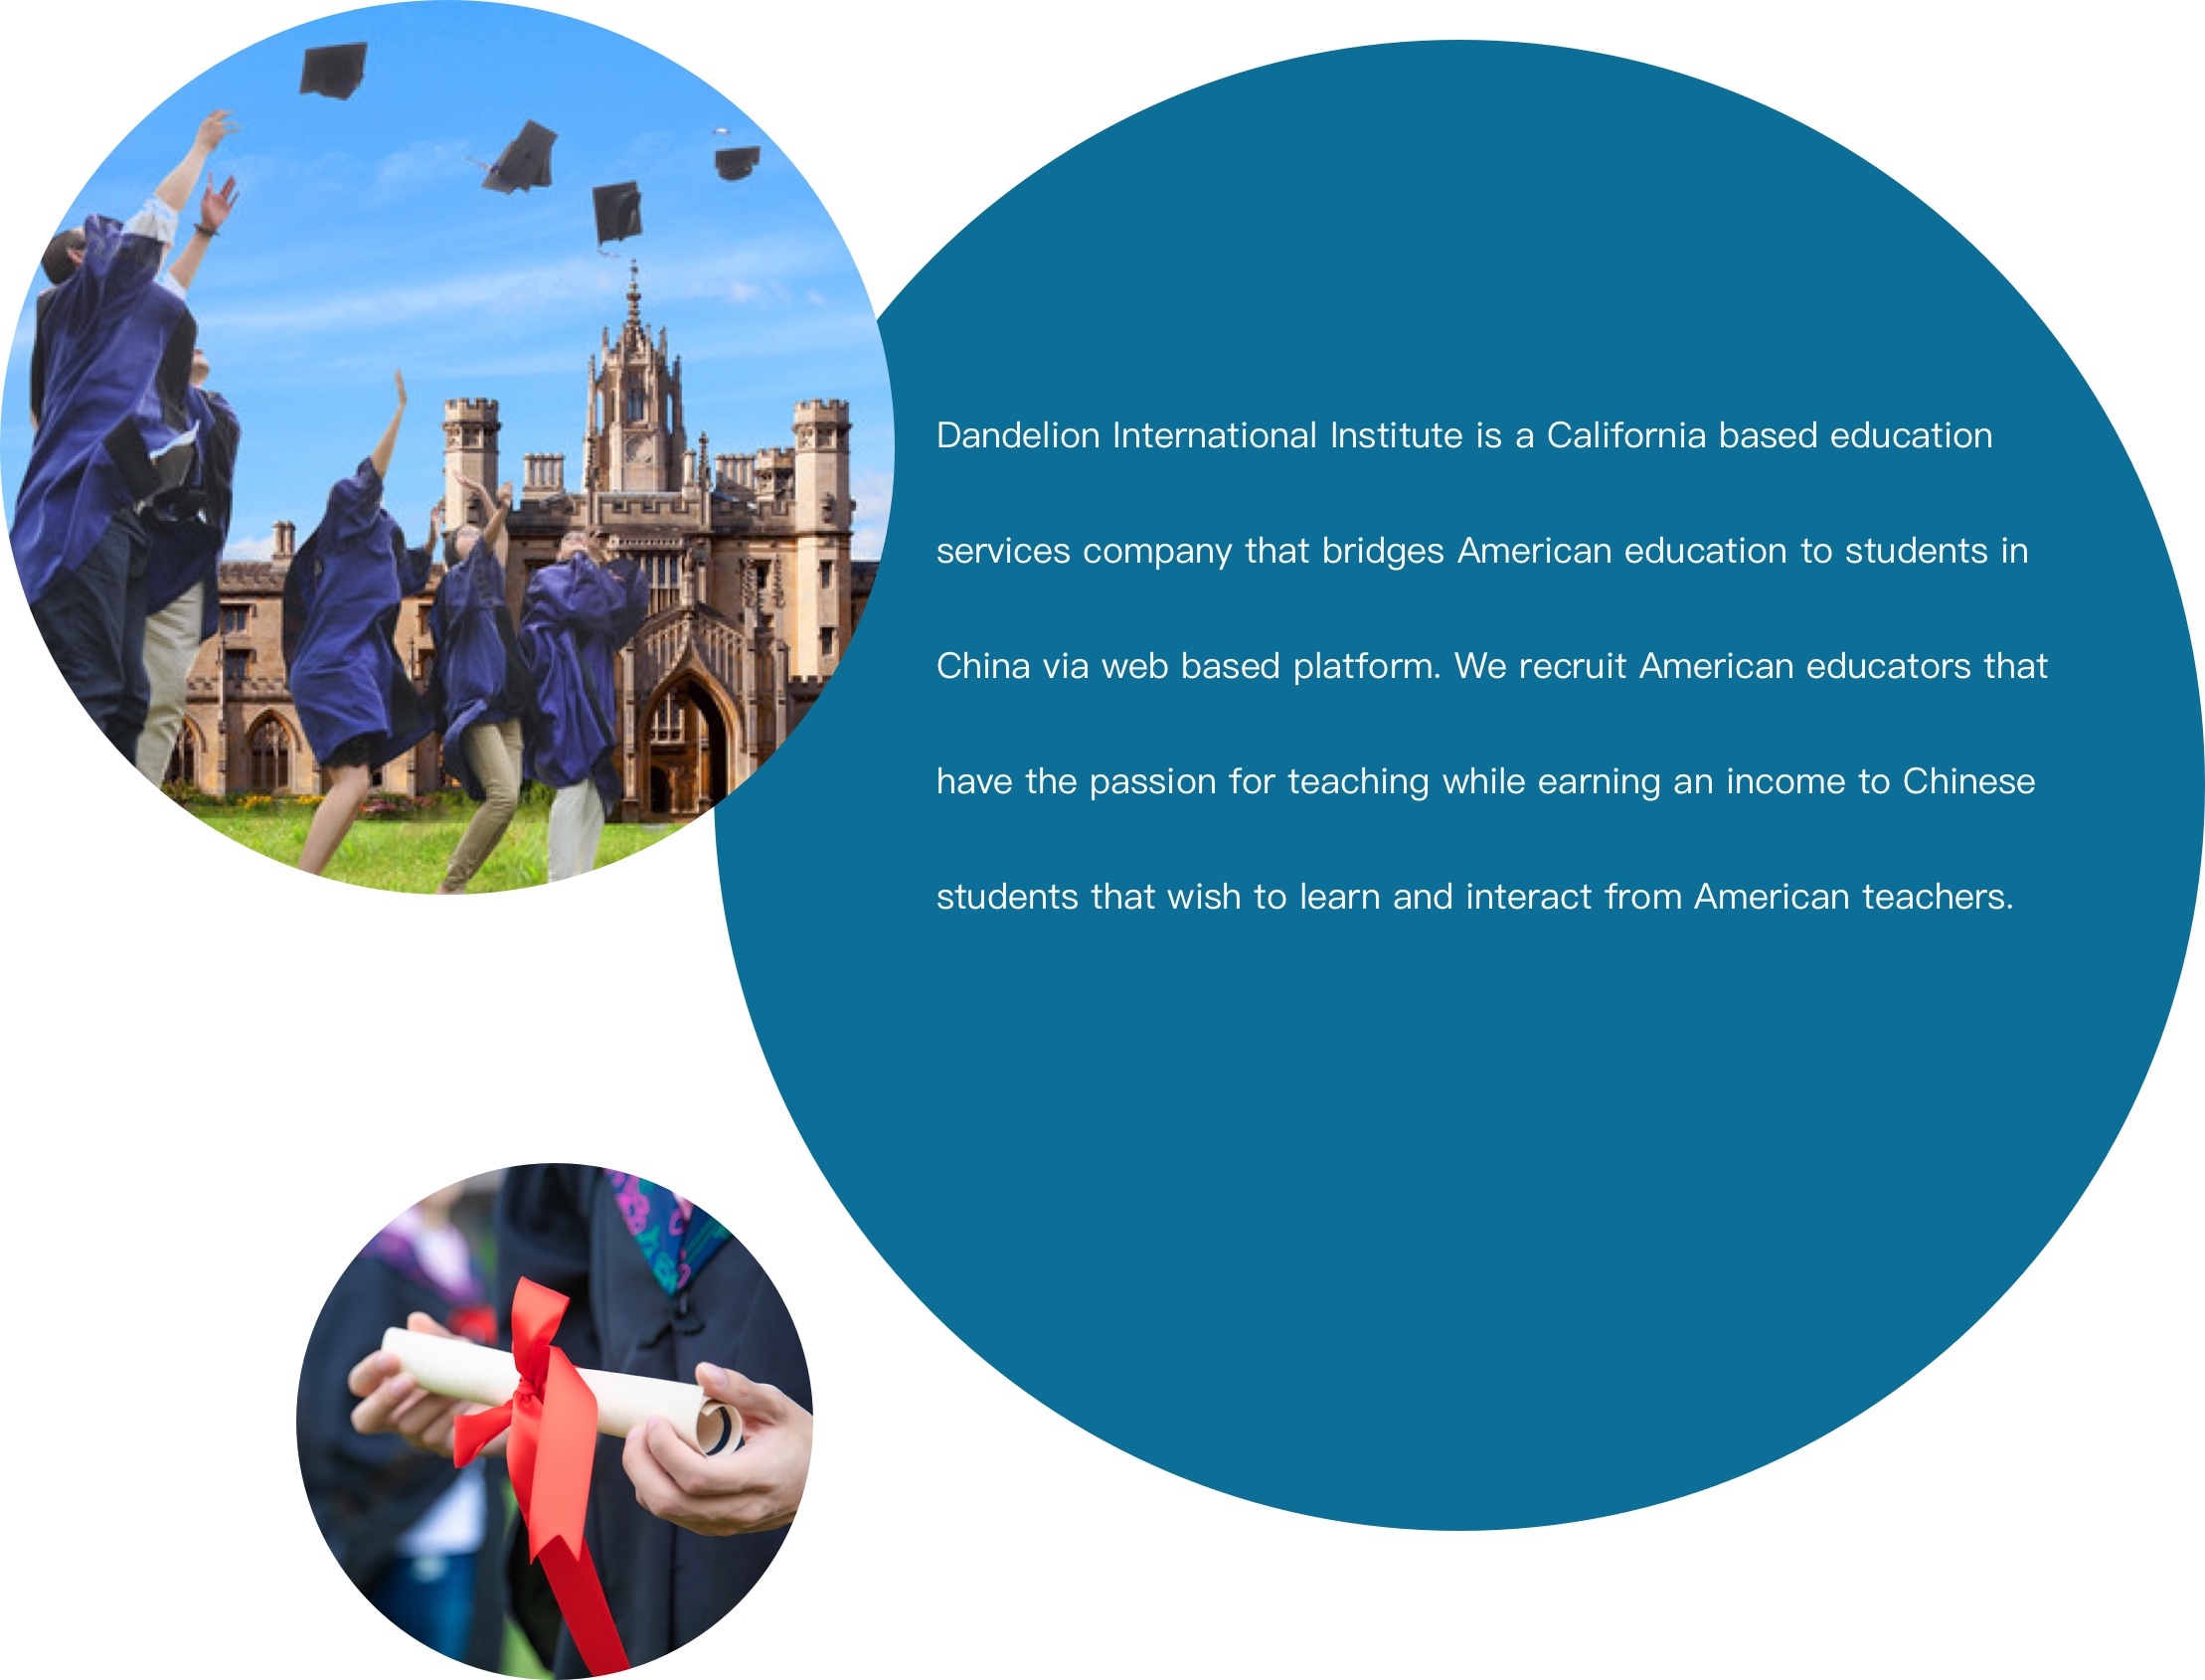 Dandelion International Institute is a California based education
services company that bridges American education to students in
China via web based platform. We recruit American educators that
have the passion for teaching while earning an income to Chinese
students that wish to learn and interact from American teachers.